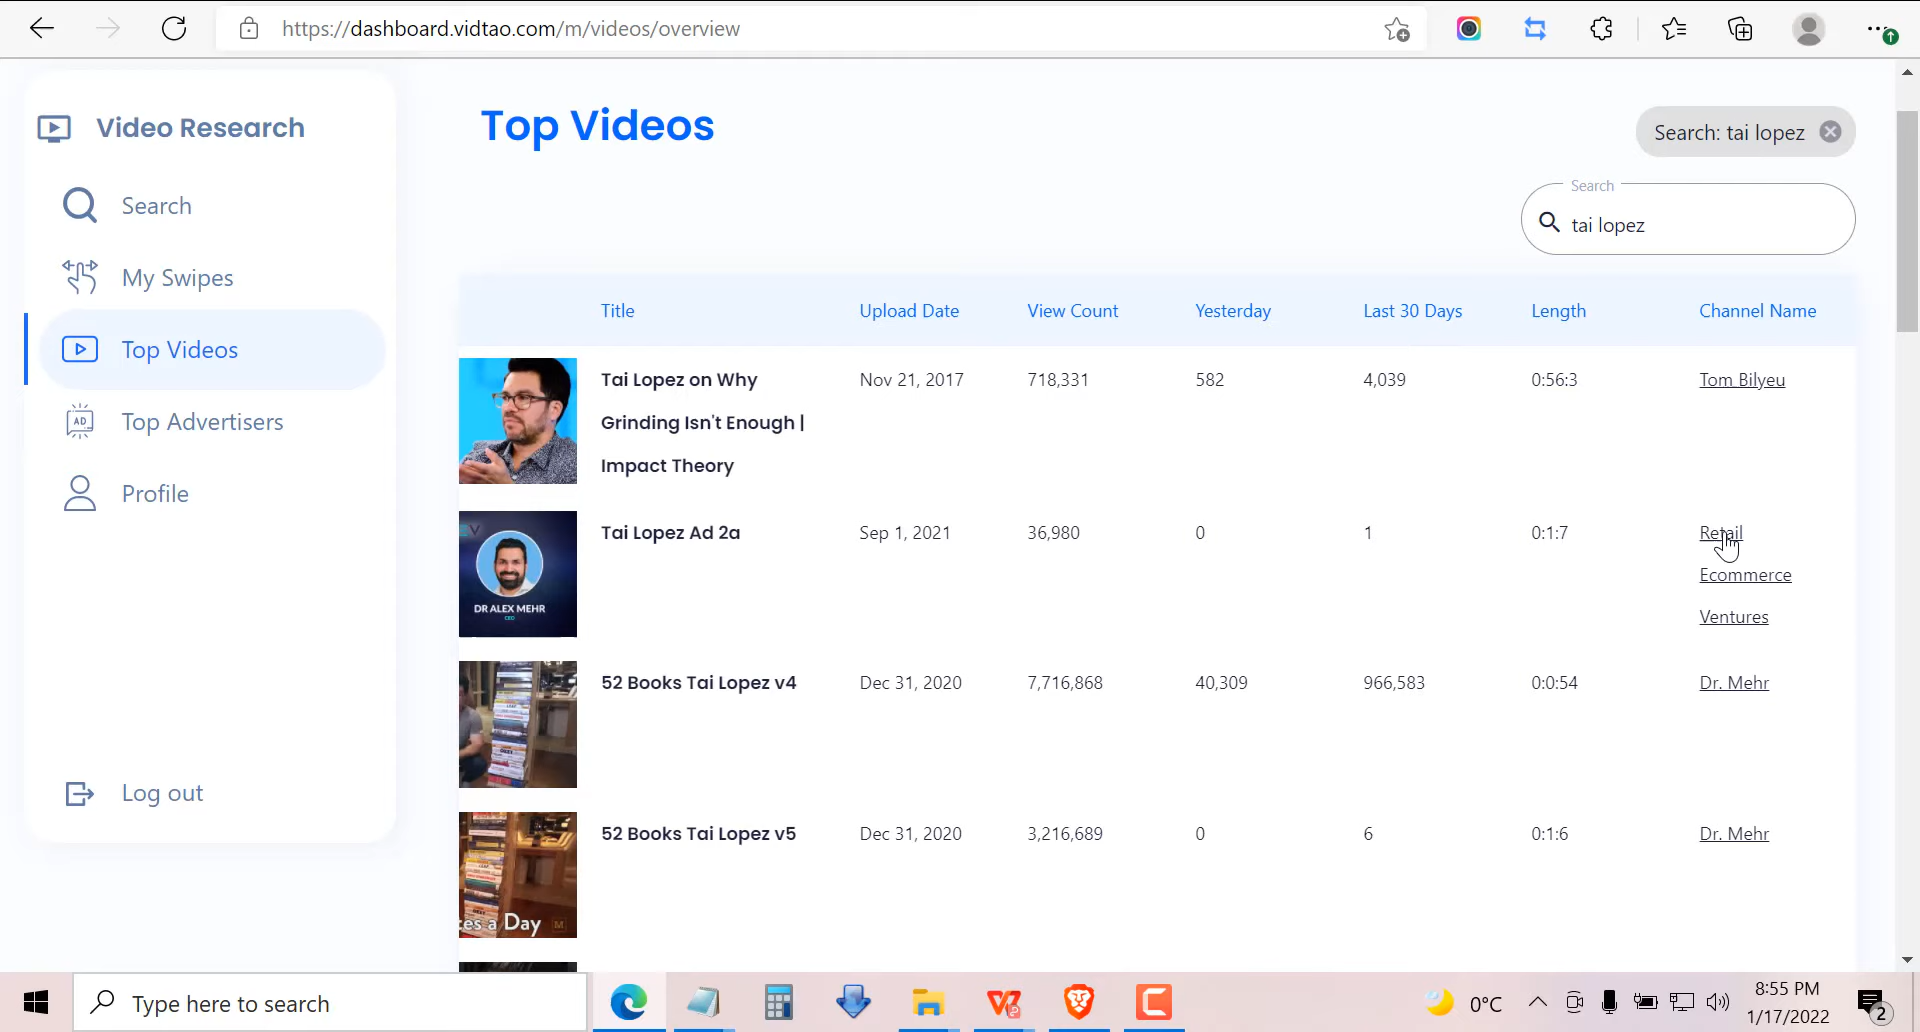 https://dashboard.vidtao.com/m/videos/overview
Video Research
Search
My Swipes
Top Videos
Top Advertisers
Profile
Log out
Top Videos
Search: tai lopez
Search
tai lopez
Title Upload Date View Count Yesterday Last 30 Days Length Channel Name
Tai Lopez on Why Nov 21, 2017 718,331 582 4,039 0:56:3 Tom Bilyeu
Grinding Isn't Enough |
Impact Theory
DR ALEX MEHR
CEO
Tai Lopez Ad 2a Sep 1, 2021 36,980 0 1 0:1:7 Retail
Ecommerce
Ventures
52 Books Tai Lopez v4 Dec 31, 2020 7,716,868 40,309 966,583 0:0:54 Dr. Mehr
52 Books Tai Lopez v5 Dec 31, 2020 3,216,689 0 6 0:1:6 Dr. Mehr
es a Day
Type here to search
0°C
8:55 PM
1/17/2022
2